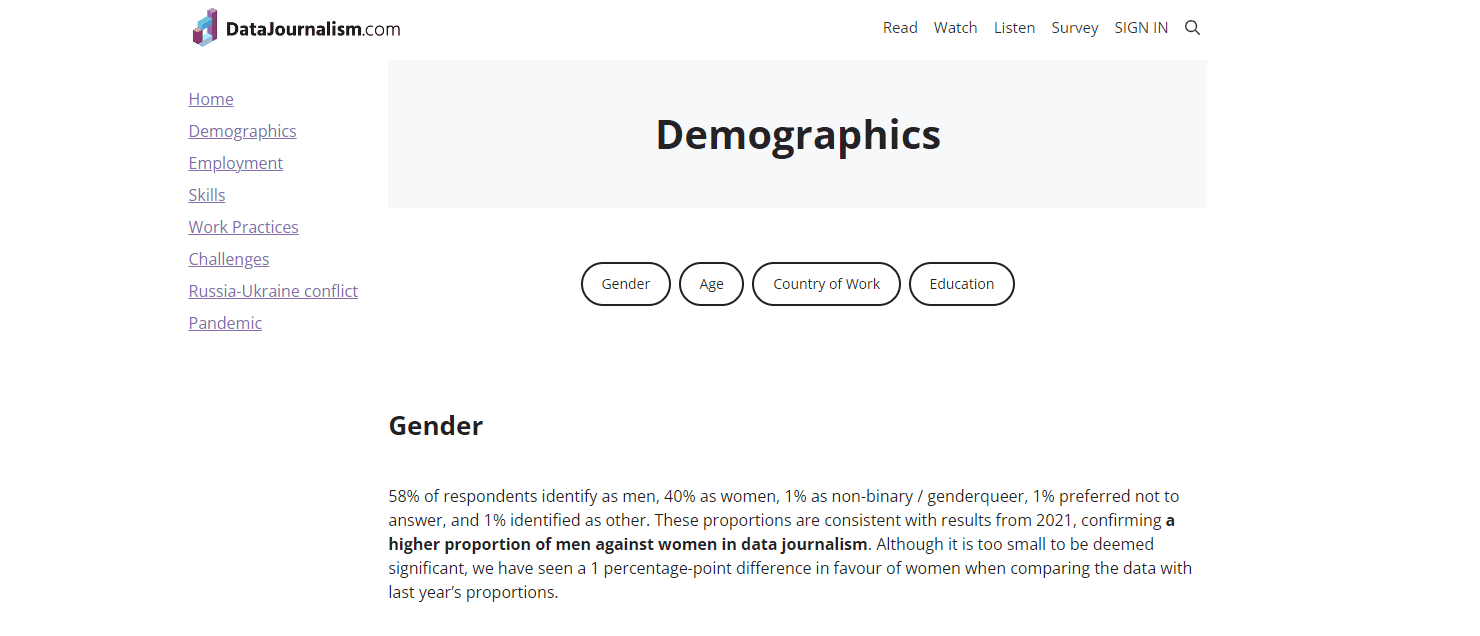 DataJournalism.com
Read Watch Listen Survey SIGN IN
Home
Demographics
Employment
Skills
Work Practices
Challenges
Russia-Ukraine conflict
Pandemic
Demographics
Gender Age Country of Work Education
Gender
58% of respondents identify as men, 40% as women, 1% as non-binary / genderqueer, 1% preferred not to
answer, and 1% identified as other. These proportions are consistent with results from 2021, confirming a
higher proportion of men against women in data journalism. Although it is too small to be deemed
significant, we have seen a 1 percentage-point difference in favour of women when comparing the data with
last year’s proportions.